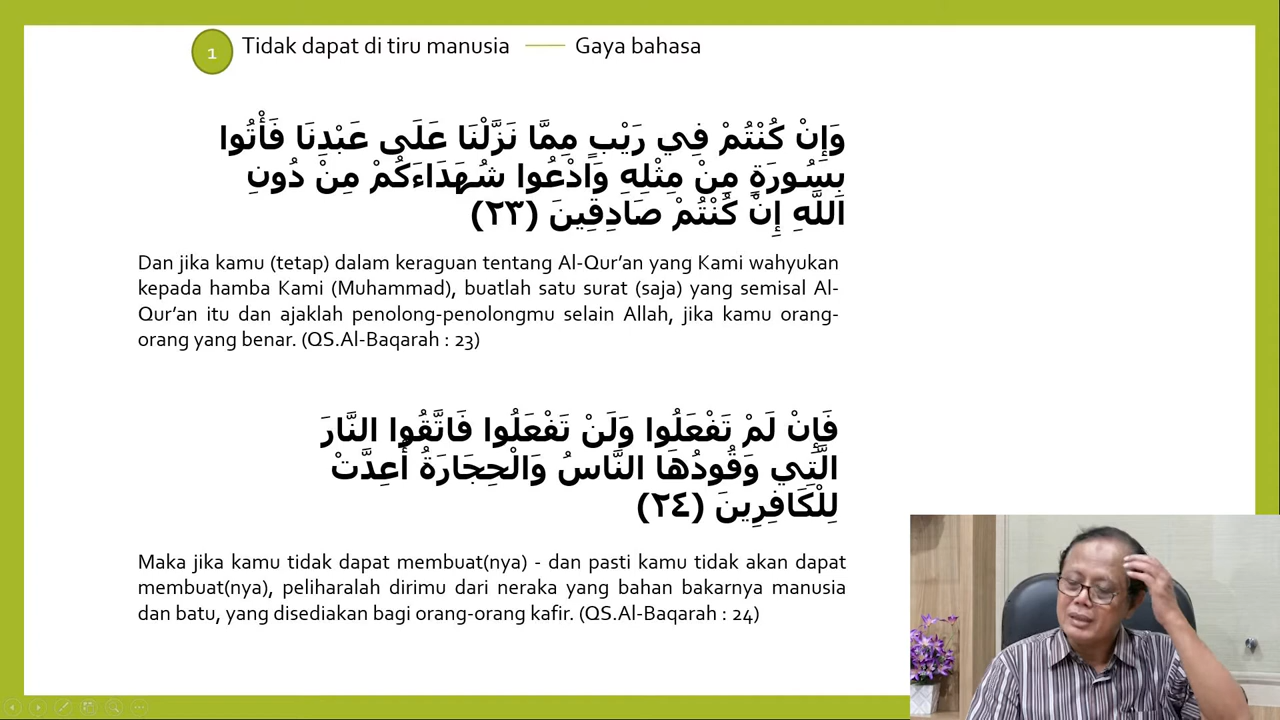 1 Tidak dapat di tiru manusia —— Gaya bahasa
وَإِنْ كُنْتُمْ فِي رَيْبٍ مِمَّا نَزَّلْنَا عَلَى عَبْدِنَا فَأْتُوا
بِسُورَةٍ مِنْ مِثْلِهِ وَادْعُوا شُهَدَاءَكُمْ مِنْ دُونِ
اللَّهِ إِنْ كُنْتُمْ صَادِقِينَ (٢٣)
Dan jika kamu (tetap) dalam keraguan tentang Al-Qur’an yang Kami wahyukan
kepada hamba Kami (Muhammad), buatlah satu surat (saja) yang semisal Al-
Qur’an itu dan ajaklah penolong-penolongmu selain Allah, jika kamu orang-
orang yang benar. (QS.Al-Baqarah : 23)
فَإِنْ لَمْ تَفْعَلُوا وَلَنْ تَفْعَلُوا فَاتَّقُوا النَّارَ
الَّتِي وَقُودُهَا النَّاسُ وَالْحِجَارَةُ أُعِدَّتْ
لِلْكَافِرِينَ (٢٤)
Maka jika kamu tidak dapat membuat(nya) - dan pasti kamu tidak akan dapat
membuat(nya), peliharalah dirimu dari neraka yang bahan bakarnya manusia
dan batu, yang disediakan bagi orang-orang kafir. (QS.Al-Baqarah : 24)